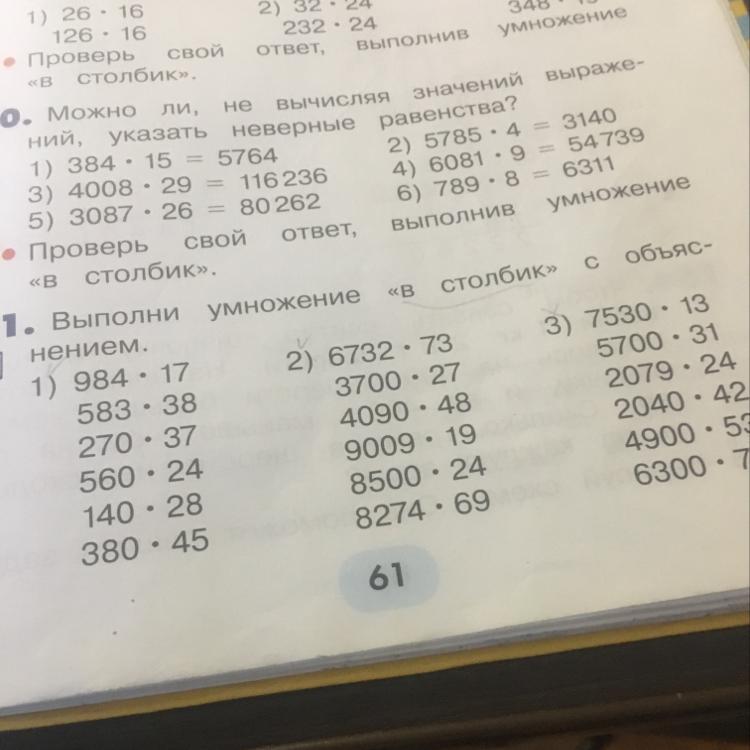 1) 26 · 16 2) 32 · 24
126 · 16 232 · 24 348 ·
• Проверь свой ответ, выполнив умножение
«в столбик».
0. Можно ли, не вычисляя значений выраже-
ний, указать неверные равенства?
1) 384 · 15 = 5764 2) 5785 · 4 = 3140
3) 4008 · 29 = 116236 4) 6081 · 9 = 54739
5) 3087 · 26 = 80262 6) 789 · 8 = 6311
• Проверь свой ответ, выполнив умножение
«в столбик».
1. Выполни умножение «в столбик» с объяс-
нением.
1) 984 · 17 2) 6732 · 73 3) 7530 · 13
583 · 38 3700 · 27 5700 · 31
270 · 37 4090 · 48 2079 · 24
560 · 24 9009 · 19 2040 · 42
140 · 28 8500 · 24 4900 · 53
380 · 45 8274 · 69 6300 · 7
61